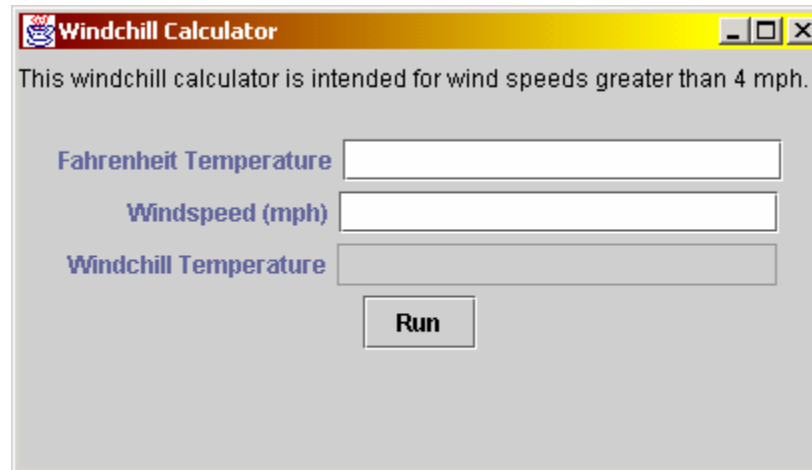 Windchill Calculator
This windchill calculator is intended for wind speeds greater than 4 mph.
Fahrenheit Temperature
Windspeed (mph)
Windchill Temperature
Run